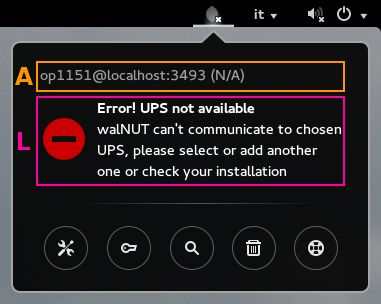 it
A
op1151@localhost:3493 (N/A)
L
Error! UPS not available
walNUT can't communicate to chosen
UPS, please select or add another
one or check your installation